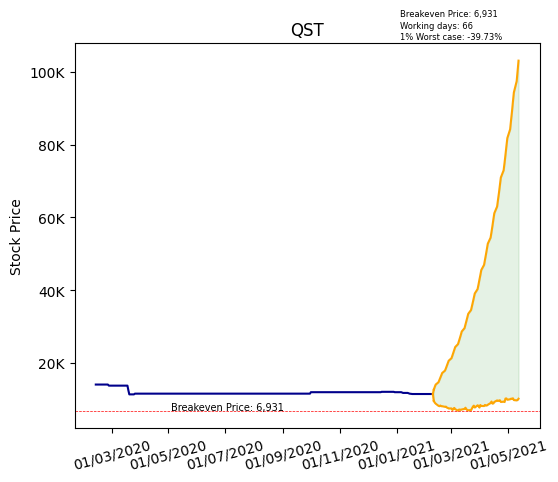 Breakeven Price: 6,931
Working days: 66
1% Worst case: -39.73%
QST
Stock Price
100K
80K
60K
40K
20K
Breakeven Price: 6,931
01/03/2020
01/05/2020
01/07/2020
01/09/2020
01/11/2020
01/01/2021
01/03/2021
01/05/2021